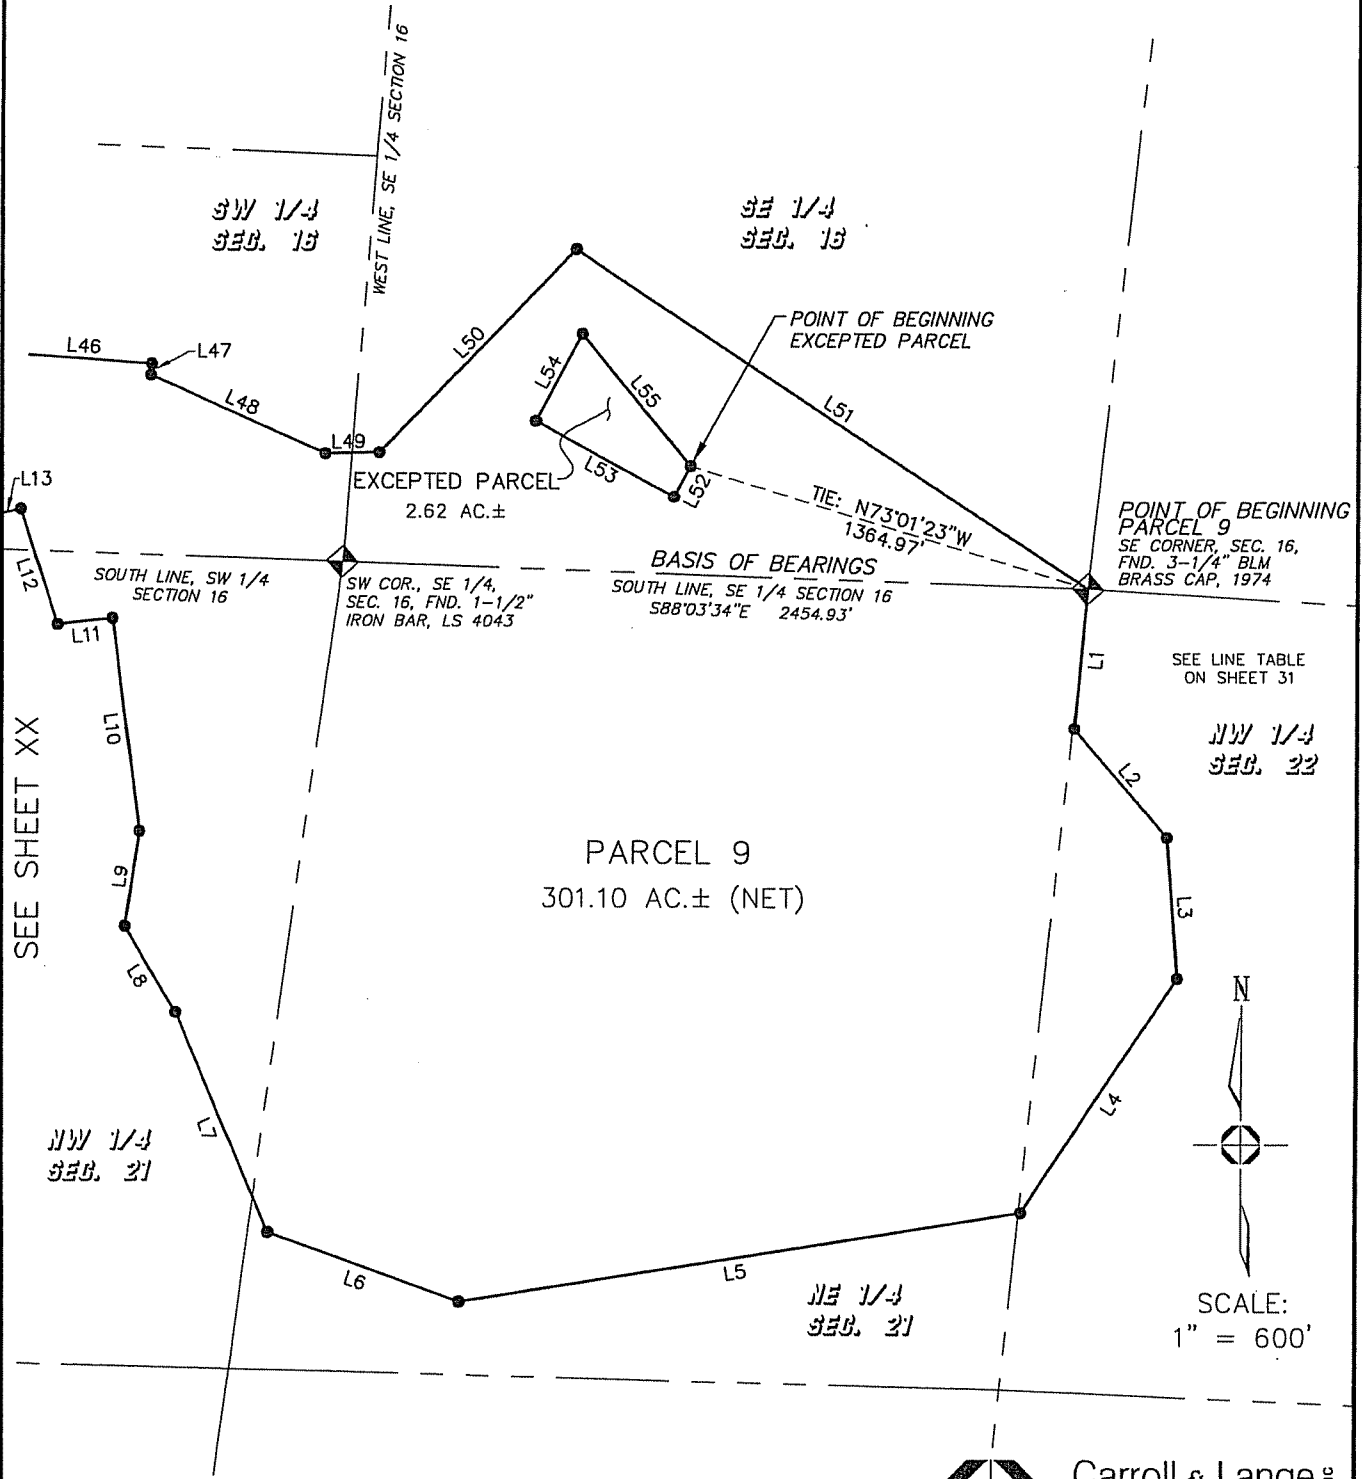 WEST LINE, SE 1/4 SECTION 16
SW 1/4
SEC. 16
SE 1/4
SEC. 16
POINT OF BEGINNING
EXCEPTED PARCEL
L46
L47
L48
L49
L50
L51
L54
L55
L53
L52
EXCEPTED PARCEL
2.62 AC.±
TIE: N73°01'23"W
1364.97'
L13
L12
L11
SOUTH LINE, SW 1/4
SECTION 16
SW COR., SE 1/4,
SEC. 16, FND. 1-1/2"
IRON BAR, LS 4043
BASIS OF BEARINGS
SOUTH LINE, SE 1/4 SECTION 16
S88°03'34"E 2454.93'
POINT OF BEGINNING
PARCEL 9
SE CORNER, SEC. 16,
FND. 3-1/4" BLM
BRASS CAP, 1974
L1
SEE LINE TABLE
ON SHEET 31
NW 1/4
SEC. 22
SEE SHEET XX
L10
L2
PARCEL 9
301.10 AC.± (NET)
L9
L3
L8
N
L4
L7
NW 1/4
SEC. 21
L6
L5
NE 1/4
SEC. 21
SCALE:
1" = 600'
Carroll & Lange